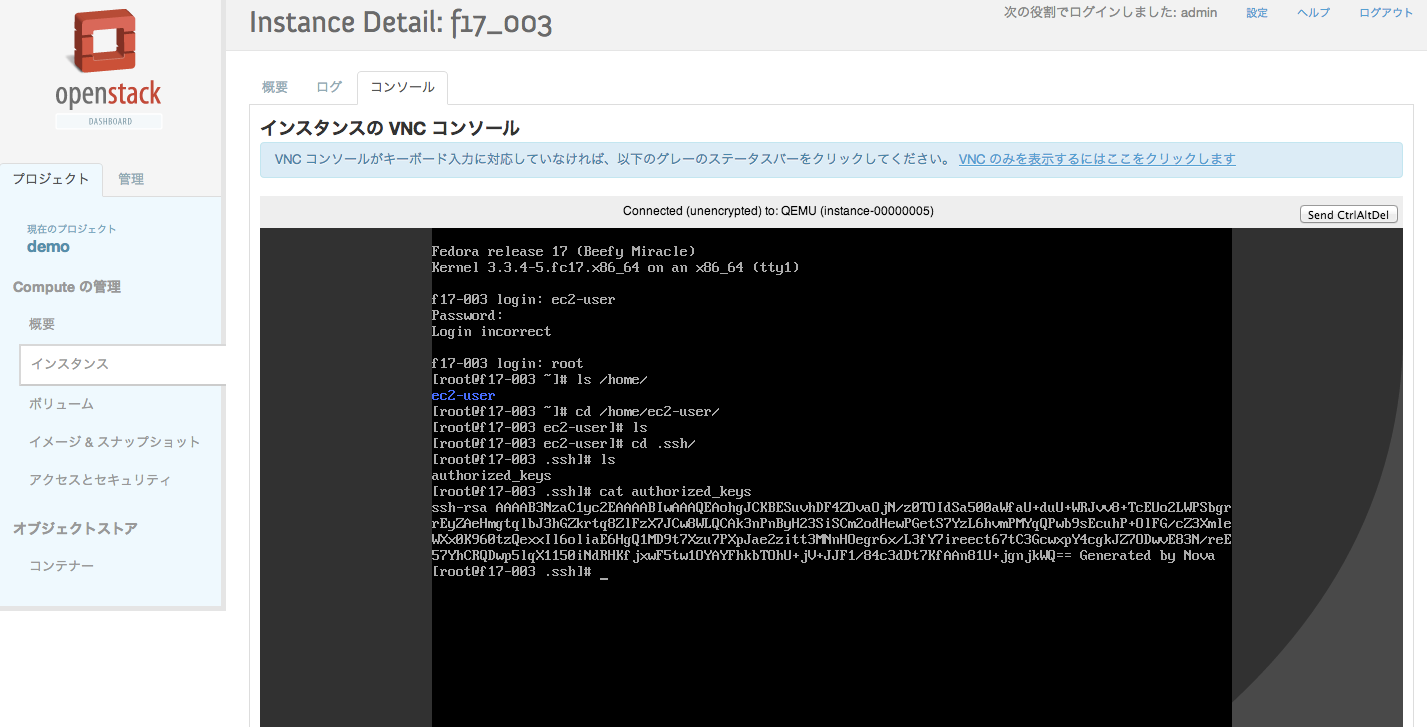 openstack
DASHBOARD
プロジェクト 管理
現在のプロジェクト
demo
Compute の管理
概要
インスタンス
ボリューム
イメージ & スナップショット
アクセスとセキュリティ
オブジェクトストア
コンテナー
Instance Detail: f17_003
次の役割でログインしました: admin 設定 ヘルプ ログアウト
概要 ログ コンソール
インスタンスの VNC コンソール
VNC コンソールがキーボード入力に対応していなければ、以下のグレーのステータスバーをクリックしてください。 VNC のみを表示するにはここをクリックします
Connected (unencrypted) to: QEMU (instance-00000005)
Send CtrlAltDel
Fedora release 17 (Beefy Miracle)
Kernel 3.3.4-5.fc17.x86_64 on an x86_64 (tty1)
f17-003 login: ec2-user
Password:
Login incorrect
f17-003 login: root
[root@f17-003 ~]# ls /home/
ec2-user
[root@f17-003 ~]# cd /home/ec2-user/
[root@f17-003 ec2-user]# ls
[root@f17-003 ec2-user]# cd .ssh/
[root@f17-003 .ssh]# ls
authorized_keys
[root@f17-003 .ssh]# cat authorized_keys
ssh-rsa AAAAB3NzaC1yc2EAAAABIwAAAQEAohgJCKBESuvhDF4ZOvaOjN/z0TOIdSa500aWfaU+duU+WRJvv8+TcEUo2LWPSbgr
rEyZAeHmgtqlbJ3hGZkrtq8ZlFzX7JCw8WLQCAk3nPnByH23SiSCm2odHewPGetS7YzL6hvmPMYqQPwb9sEcuhP+OlFG/cZ3Xmle
WXx0K960tzQexxIl6oliaE6HgQ1MD9t7Xzu7PXpJae2zitt3MNnHOegr6x/L3fY7ireect67tC3GcwxpY4cgkJZ7ODwvE83N/reE
57YhCRQDwp5lqX1150iNdRHKfjxwF5tw1OYAYFhkbTOhU+jV+JJF1/84c3dDt7KfAAn81U+jgnjkWQ== Generated by Nova
[root@f17-003 .ssh]# _